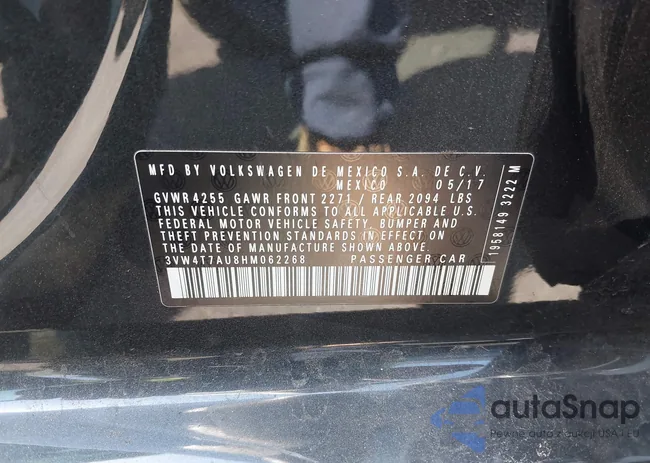 MFD BY VOLKSWAGEN DE MEXICO S.A. DE C.V.
MEXICO 05/17
GVWR 4255 GAWR FRONT 2271 / REAR 2094 LBS
THIS VEHICLE CONFORMS TO ALL APPLICABLE U.S.
FEDERAL MOTOR VEHICLE SAFETY, BUMPER AND
THEFT PREVENTION STANDARDS IN EFFECT ON
THE DATE OF MANUFACTURE SHOWN ABOVE.
3VW4T7AU8HM062268 PASSENGER CAR
1958149 3222 M
autaSnap